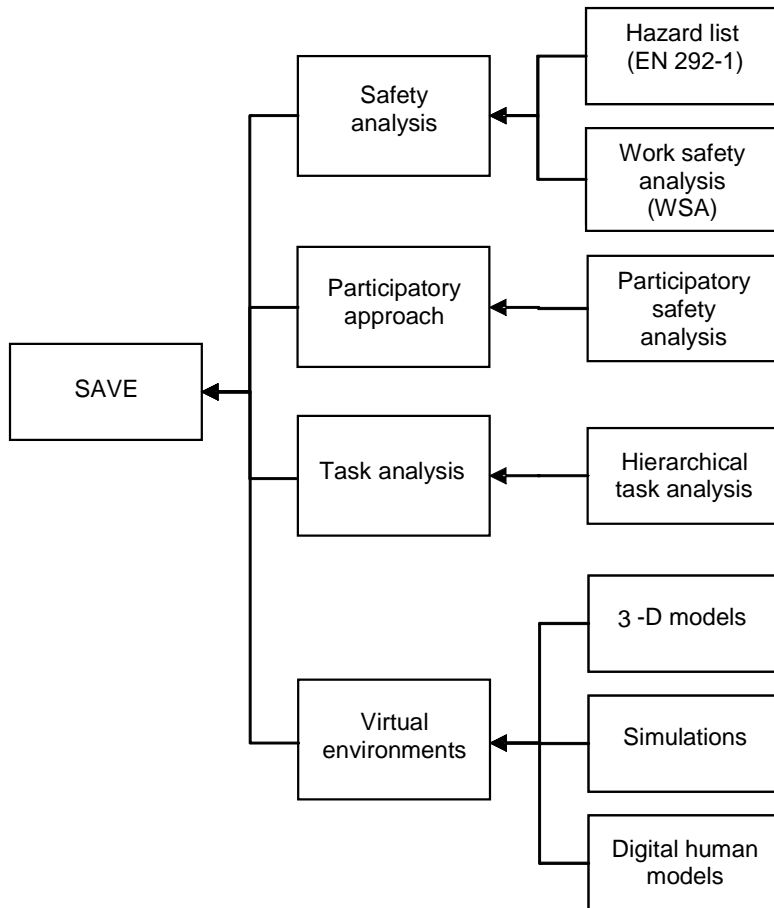 Hazard list
(EN 292-1)
Safety
analysis
Work safety
analysis
(WSA)
Participatory
approach
Participatory
safety
analysis
SAVE
Task analysis
Hierarchical
task analysis
3 -D models
Virtual
environments
Simulations
Digital human
models